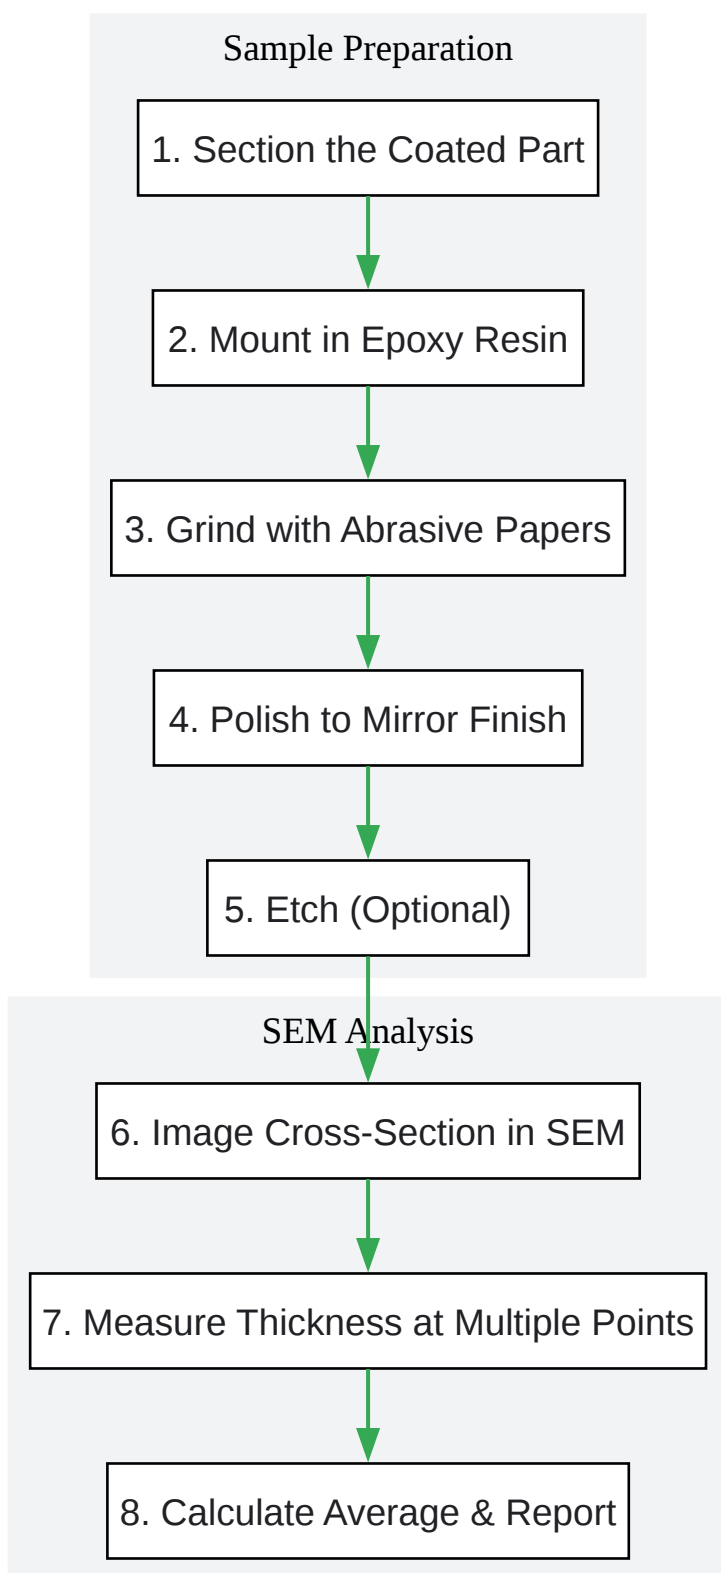 Sample Preparation
1. Section the Coated Part
2. Mount in Epoxy Resin
3. Grind with Abrasive Papers
4. Polish to Mirror Finish
5. Etch (Optional)
SEM Analysis
6. Image Cross-Section in SEM
7. Measure Thickness at Multiple Points
8. Calculate Average & Report